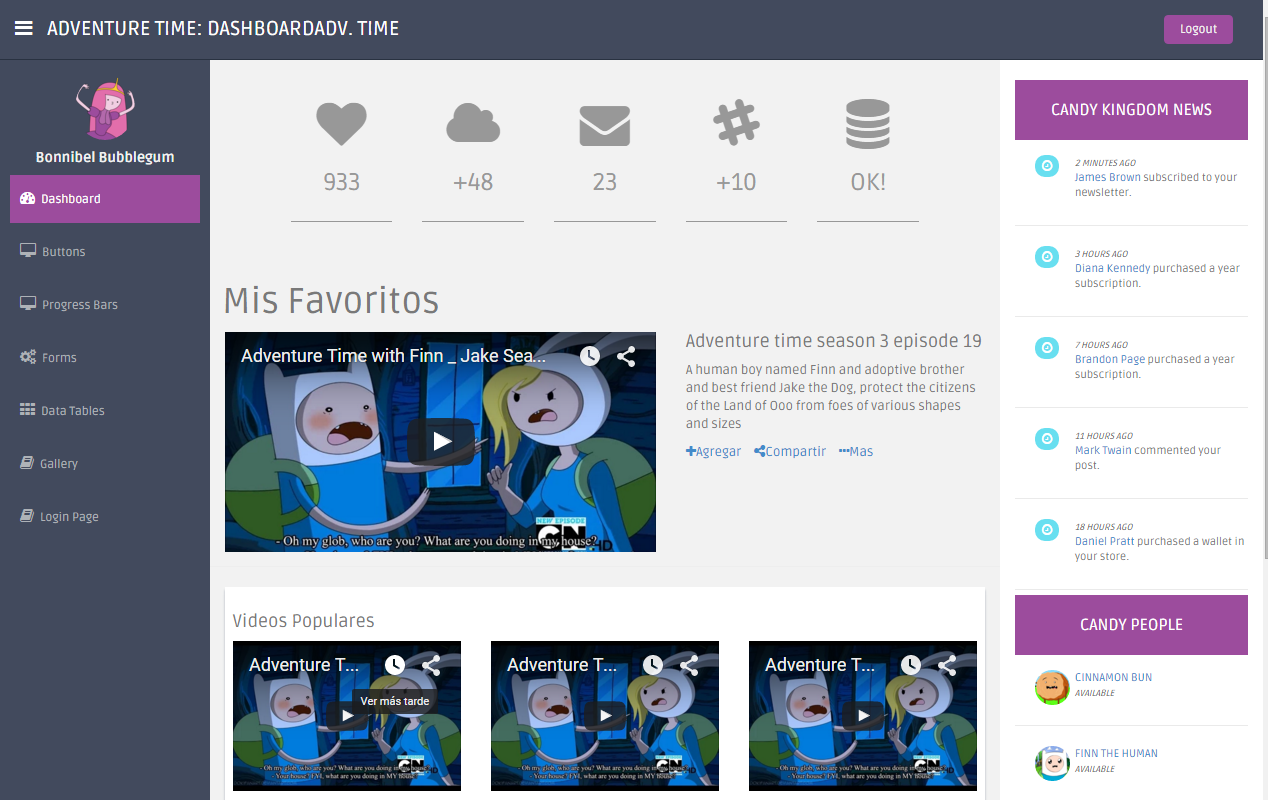 ADVENTURE TIME: DASHBOARDADV. TIME
Logout
Bonnibel Bubblegum
Dashboard
Buttons
Progress Bars
Forms
Data Tables
Gallery
Login Page
933
+48
23
+10
OK!
Mis Favoritos
Adventure Time with Finn _ Jake Sea...
NEW EPISODE
CN HD
- Oh my glob, who are you? What are you doing in my house?
Adventure time season 3 episode 19
A human boy named Finn and adoptive brother
and best friend Jake the Dog, protect the citizens
of the Land of Ooo from foes of various shapes
and sizes
Agregar
Compartir
Mas
Videos Populares
Adventure T...
Ver más tarde
CN
- Oh my glob, who are you? What are you doing in my house?
- Your house? FYI, what are you doing in MY house?
Adventure T...
CN
- Oh my glob, who are you? What are you doing in my house?
- Your house? FYI, what are you doing in MY house?
Adventure T...
CN
- Oh my glob, who are you? What are you doing in my house?
- Your house? FYI, what are you doing in MY house?
CANDY KINGDOM NEWS
2 MINUTES AGO
James Brown subscribed to your
newsletter.
3 HOURS AGO
Diana Kennedy purchased a year
subscription.
7 HOURS AGO
Brandon Page purchased a year
subscription.
11 HOURS AGO
Mark Twain commented your
post.
18 HOURS AGO
Daniel Pratt purchased a wallet in
your store.
CANDY PEOPLE
CINNAMON BUN
AVAILABLE
FINN THE HUMAN
AVAILABLE